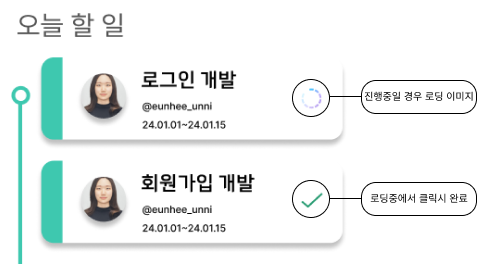 오늘 할 일
로그인 개발
@eunhee_unni
24.01.01~24.01.15
진행중일 경우 로딩 이미지
회원가입 개발
@eunhee_unni
24.01.01~24.01.15
로딩중에서 클릭시 완료